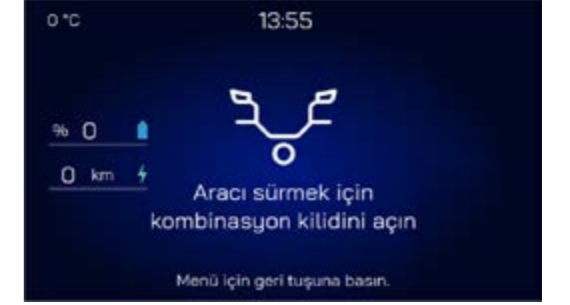 0 °C
13:55
% 0
0 km
Aracı sürmek için
kombinasyon kilidini açın
Menü için geri tuşuna basın.